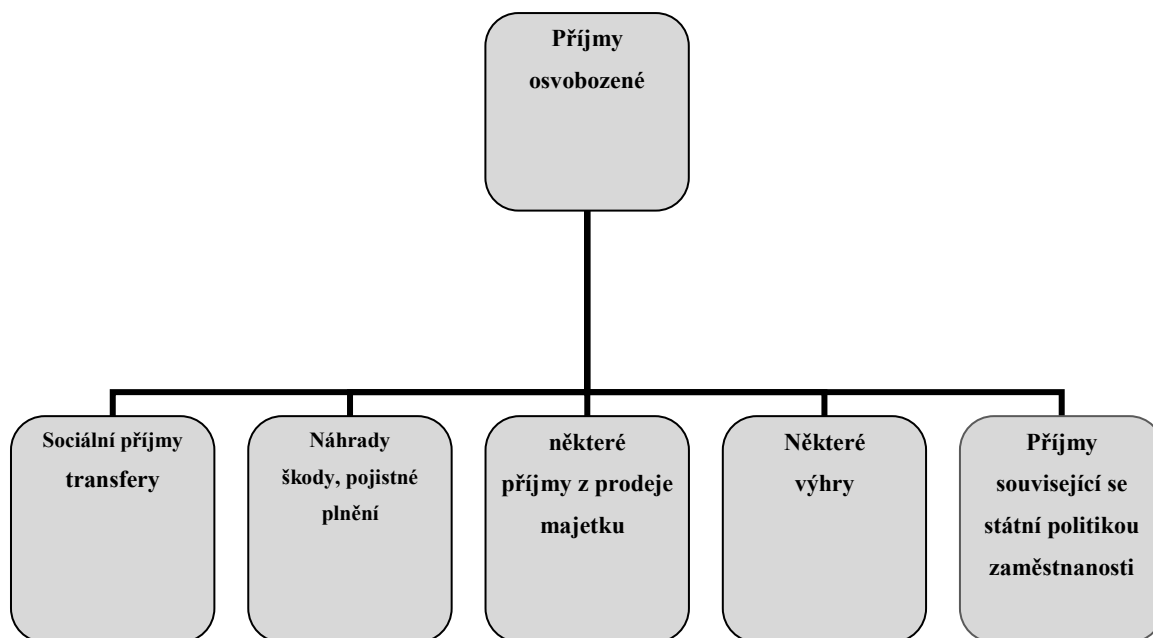 Příjmy
osvobozené
Sociální příjmy
transfery
Náhrady
škody, pojistné
plnění
některé
příjmy z prodeje
majetku
Některé
výhry
Příjmy
související se
státní politikou
zaměstnanosti